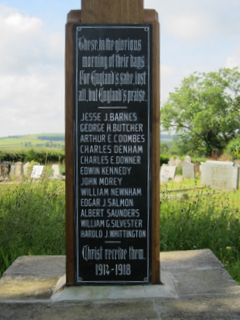 These, in the glorious
morning of their days
For England's sake, lost
all, but England's praise.
JESSE J. BARNES
GEORGE H. BUTCHER
ARTHUR E. COOMBES
CHARLES DENHAM
CHARLES E. DOWNER
EDWIN KENNEDY
JOHN MOREY
WILLIAM NEWNHAM
EDGAR J. SALMON
ALBERT SAUNDERS
WILLIAM G. SILVESTER
HAROLD J. WHITTINGTON
Christ receive them.
1914-1918